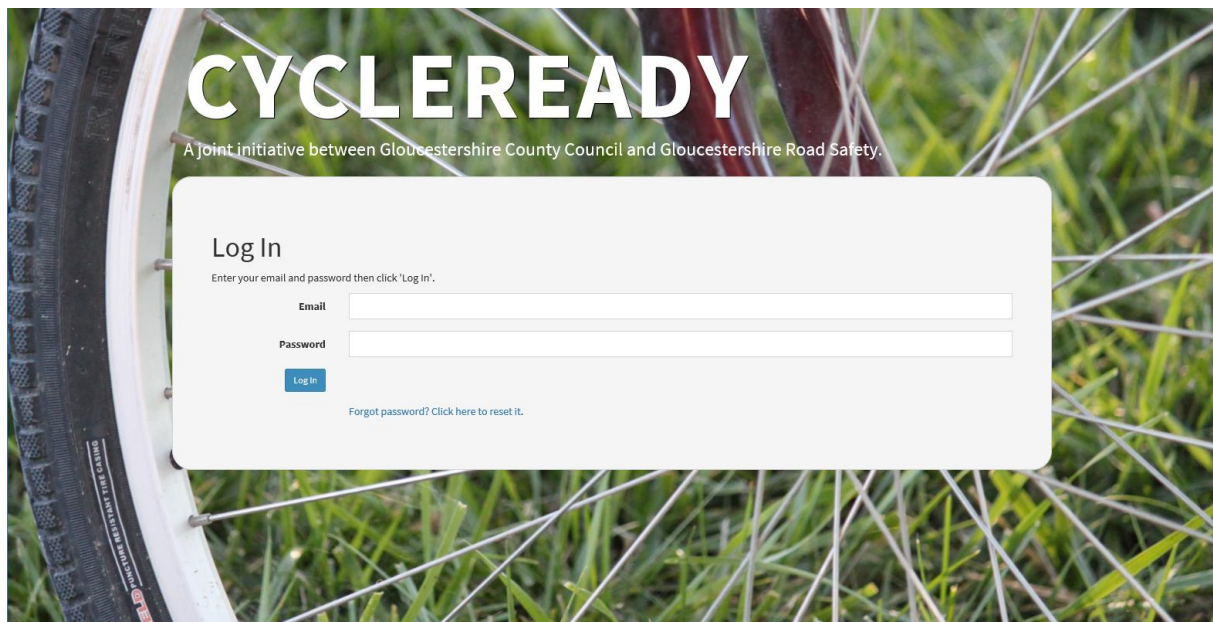 CYCLEREADY
A joint initiative between Gloucestershire County Council and Gloucestershire Road Safety.
Log In
Enter your email and password then click 'Log In'.
Email
Password
Log In
Forgot password? Click here to reset it.
PUNCTURE RESISTANT TIRE CASING